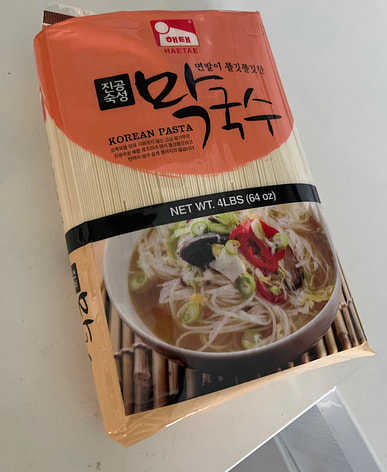 해태
HAETAE
면발이 쫄깃쫄깃한
진공
숙성
막국수
KOREAN PASTA
NET WT. 4LBS (64 oz)